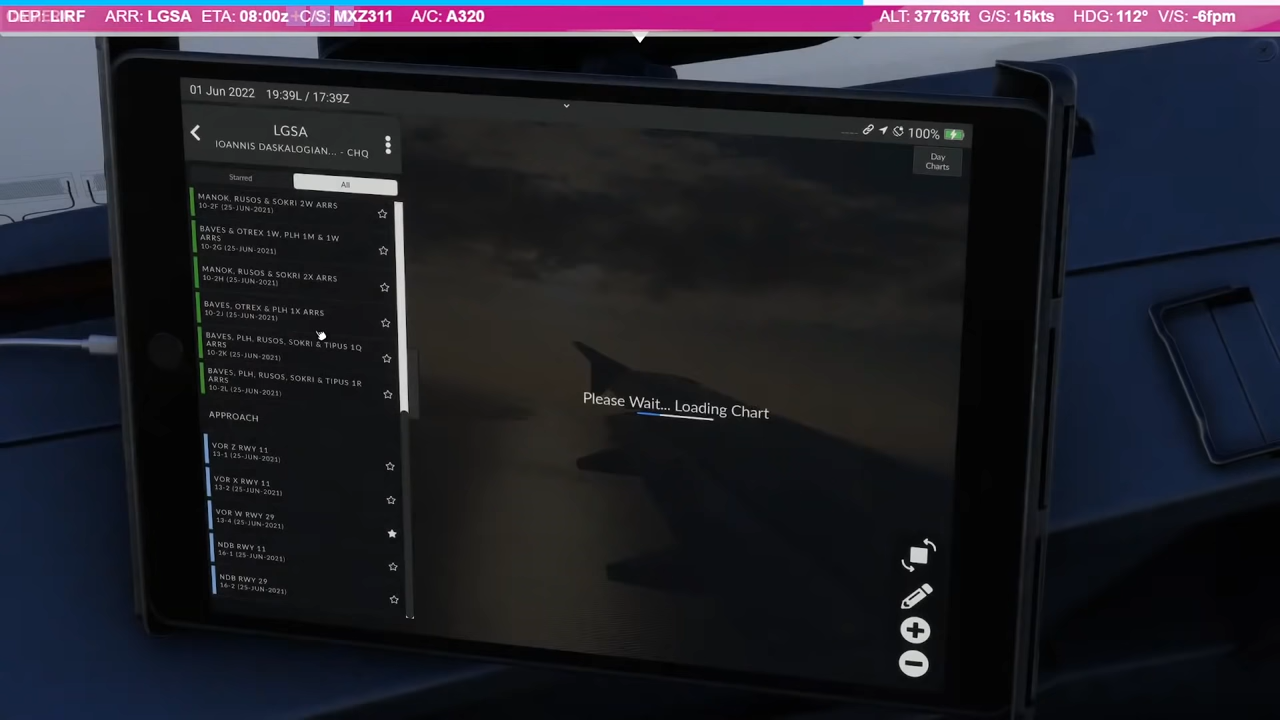 DEP: LIRF ARR: LGSA ETA: 08:00z C/S: MXZ311 A/C: A320 ALT: 37763ft G/S: 15kts HDG: 112° V/S: -6fpm
01 Jun 2022 19:39L / 17:39Z
100%
LGSA
IOANNIS DASKALOGIAN... - CHQ
Day
Charts
Starred All
MANOK, RUSOS & SOKRI 2W ARRS
10-2F (25-JUN-2021)
BAVES & OTREX 1W, PLH 1M & 1W
ARRS
10-2G (25-JUN-2021)
MANOK, RUSOS & SOKRI 2X ARRS
10-2H (25-JUN-2021)
BAVES, OTREX & PLH 1X ARRS
10-2J (25-JUN-2021)
BAVES, PLH, RUSOS, SOKRI & TIPUS 1Q
ARRS
10-2K (25-JUN-2021)
BAVES, PLH, RUSOS, SOKRI & TIPUS 1R
ARRS
10-2L (25-JUN-2021)
Please Wait... Loading Chart
APPROACH
VOR Z RWY 11
13-1 (25-JUN-2021)
VOR X RWY 11
13-2 (25-JUN-2021)
VOR W RWY 29
13-4 (25-JUN-2021)
NDB RWY 11
16-1 (25-JUN-2021)
NDB RWY 29
16-2 (25-JUN-2021)